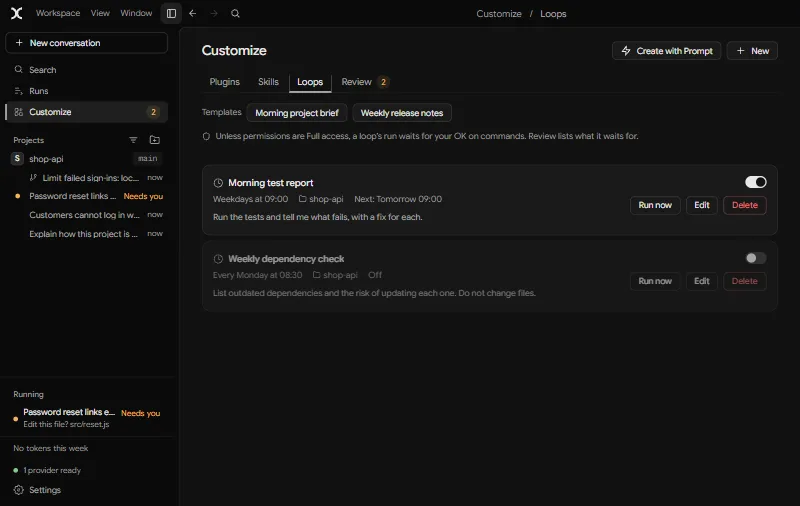 Workspace View Window
Customize / Loops
New conversation
Search
Runs
Customize 2
Projects
S shop-api main
Limit failed sign-ins: loc... now
Password reset links ... Needs you
Customers cannot log in w... now
Explain how this project is ... now
Running
Password reset links e... Needs you
Edit this file? src/reset.js
No tokens this week
1 provider ready
Settings
Customize
Create with Prompt
New
Plugins Skills Loops Review 2
Templates Morning project brief Weekly release notes
Unless permissions are Full access, a loop's run waits for your OK on commands. Review lists what it waits for.
Morning test report
Weekdays at 09:00 shop-api Next: Tomorrow 09:00
Run now Edit Delete
Run the tests and tell me what fails, with a fix for each.
Weekly dependency check
Every Monday at 08:30 shop-api Off
Run now Edit Delete
List outdated dependencies and the risk of updating each one. Do not change files.